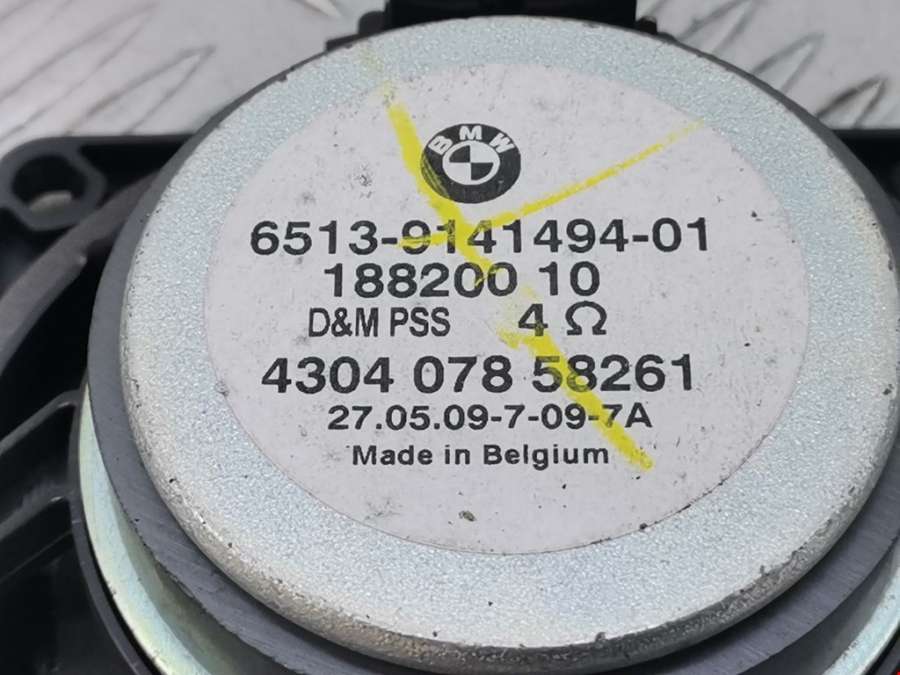 BMW
6513-9141494-01
188200 10
D&M PSS 4 Ω
4304 078 58261
27.05.09-7-09-7A
Made in Belgium